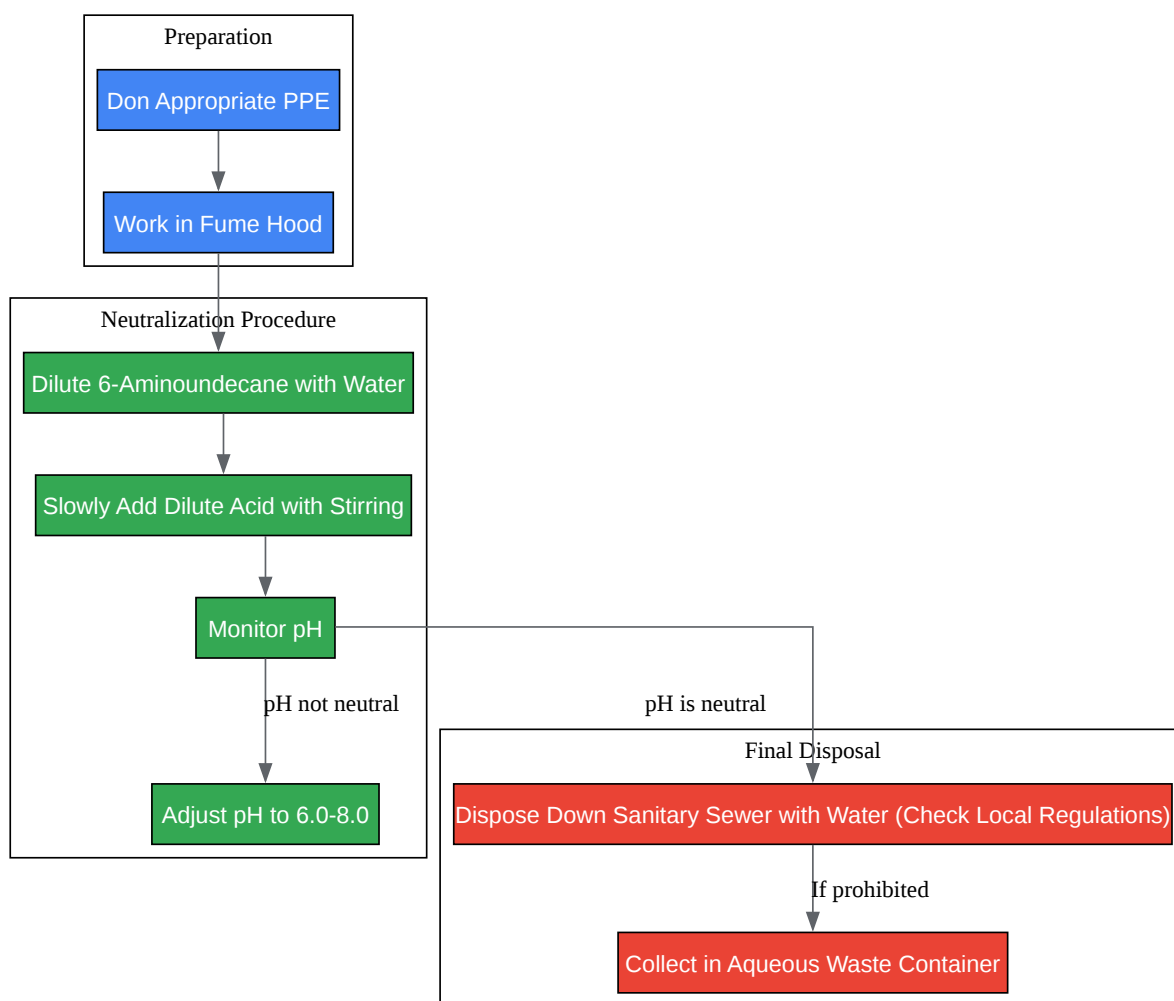 Preparation
Don Appropriate PPE
Work in Fume Hood
Neutralization Procedure
Dilute 6-Aminoundecane with Water
Slowly Add Dilute Acid with Stirring
Monitor pH
pH not neutral
pH is neutral
Adjust pH to 6.0-8.0
Final Disposal
Dispose Down Sanitary Sewer with Water (Check Local Regulations)
If prohibited
Collect in Aqueous Waste Container